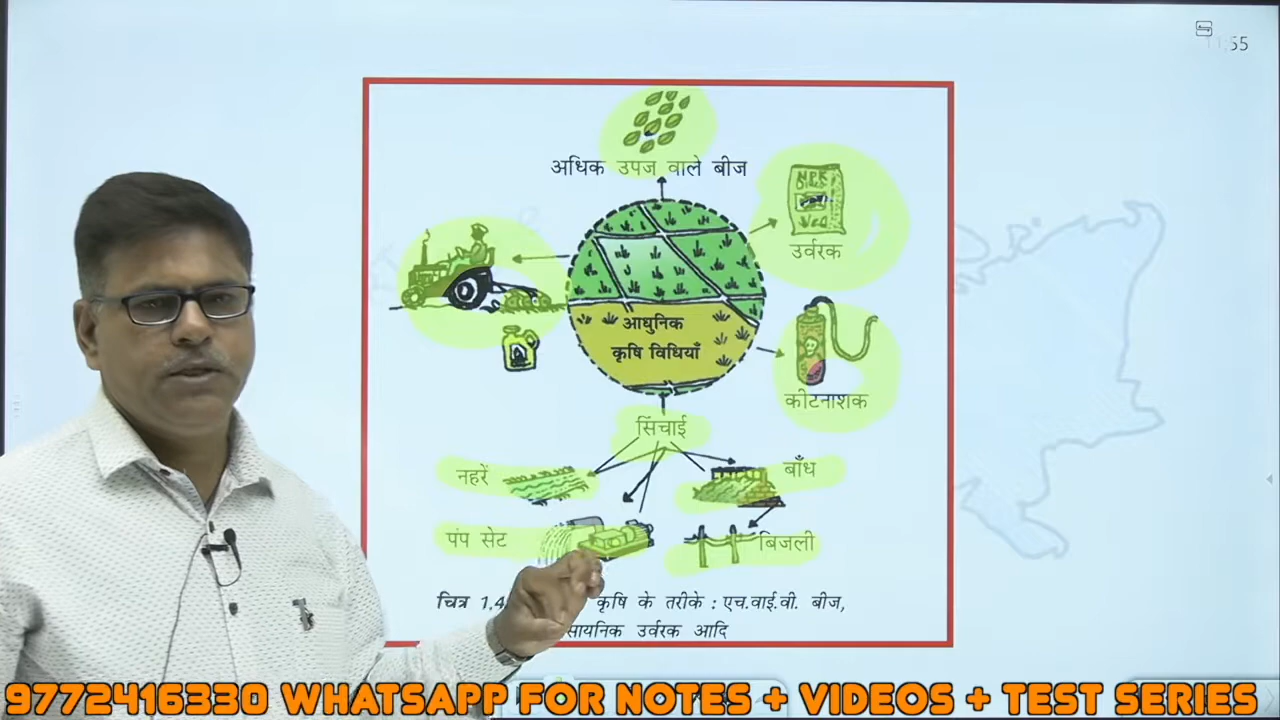 :55
अधिक उपज वाले बीज
NPK
उर्वरक
आधुनिक
कृषि विधियाँ
कीटनाशक
सिंचाई
नहरें
बाँध
पंप सेट
बिजली
चित्र 1.4 कृषि के तरीके : एच.वाई.वी. बीज,
सायनिक उर्वरक आदि
9772416330 WHATSAPP FOR NOTES + VIDEOS + TEST SERIES